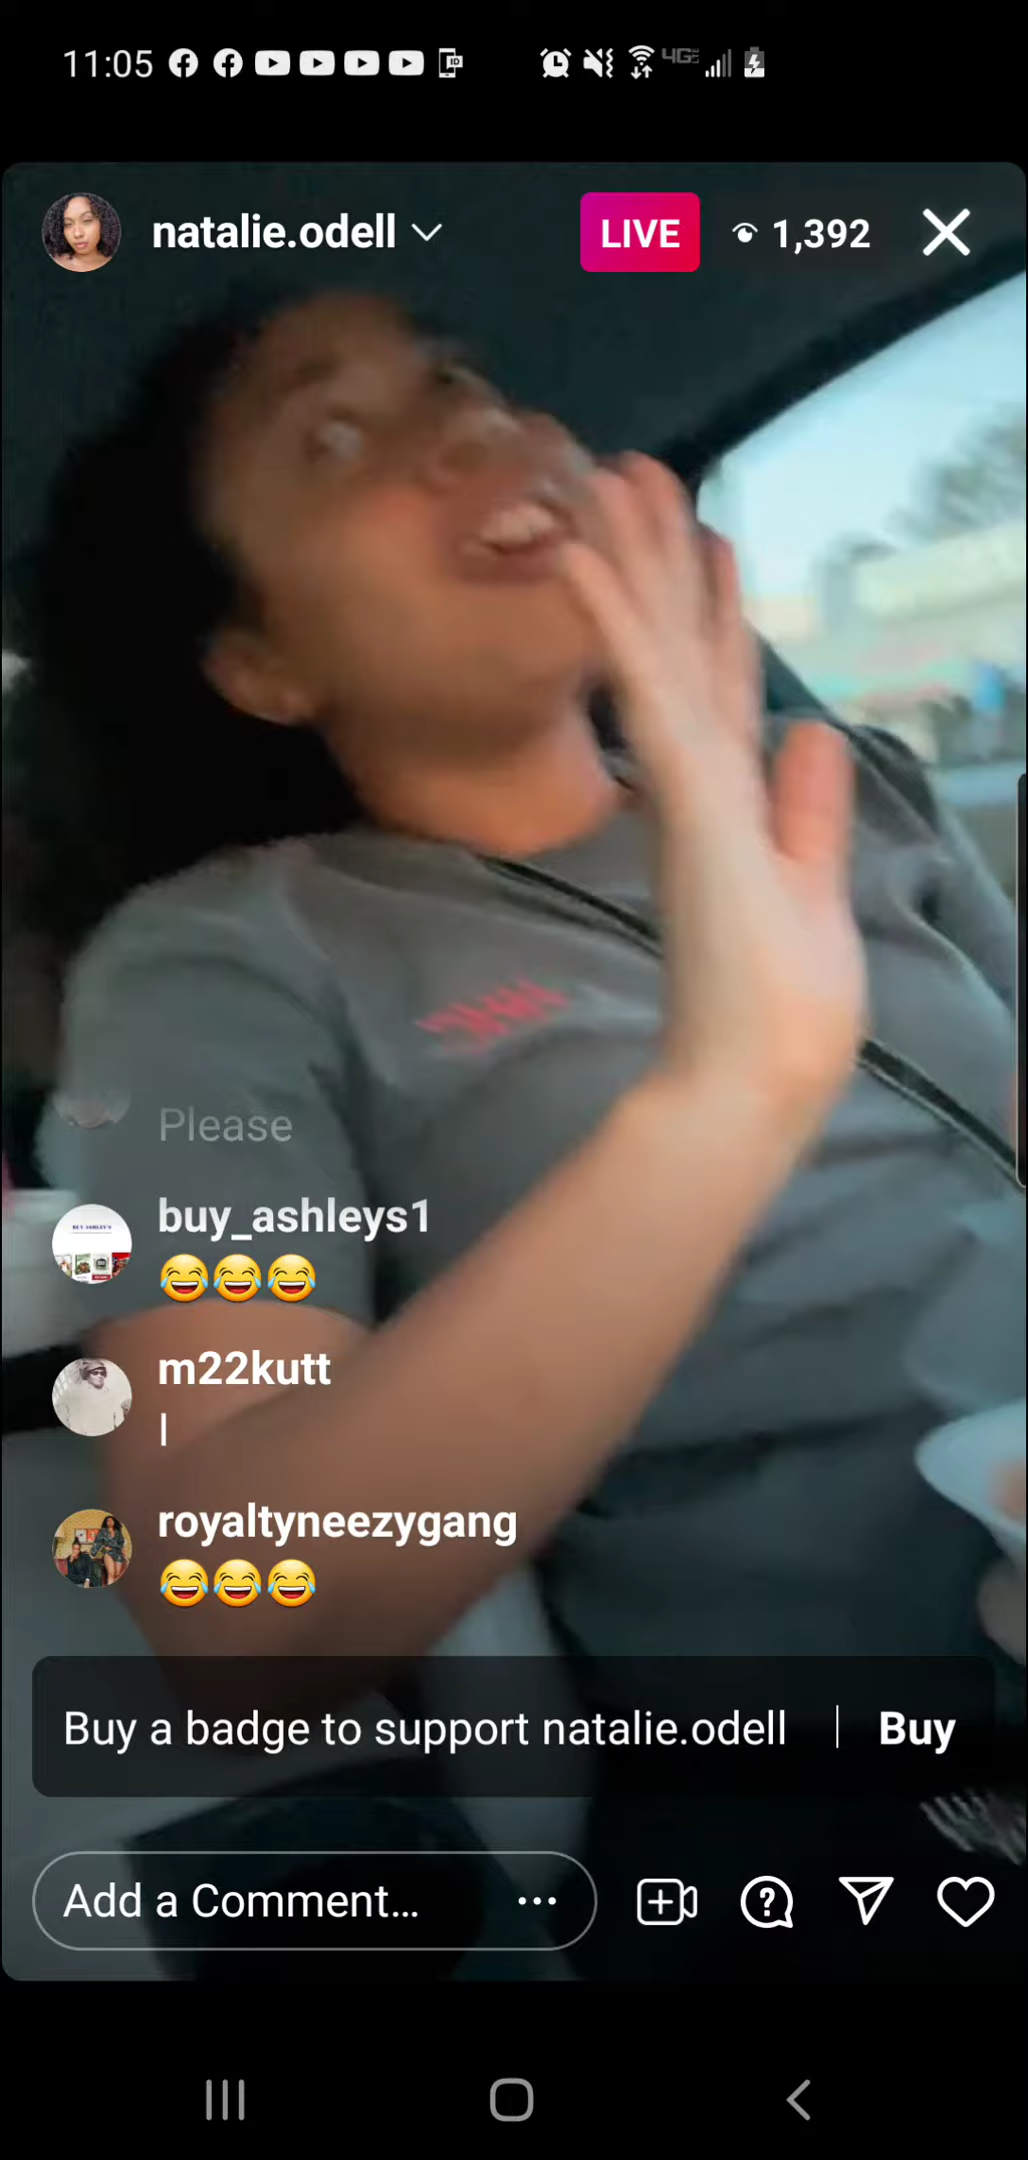 11:05
4GE
natalie.odell
LIVE
1,392
Please
buy_ashleys1
😂😂😂
m22kutt
I
royaltyneezygang
😂😂😂
Buy a badge to support natalie.odell | Buy
Add a Comment...